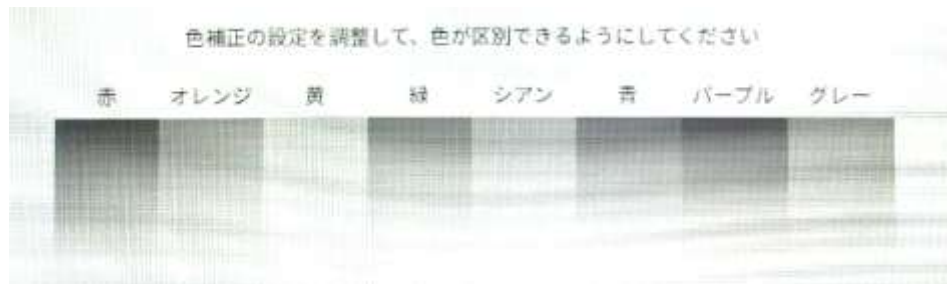 色補正の設定を調整して、色が区別できるようにしてください
赤 オレンジ 黄 緑 シアン 青 パープル グレー